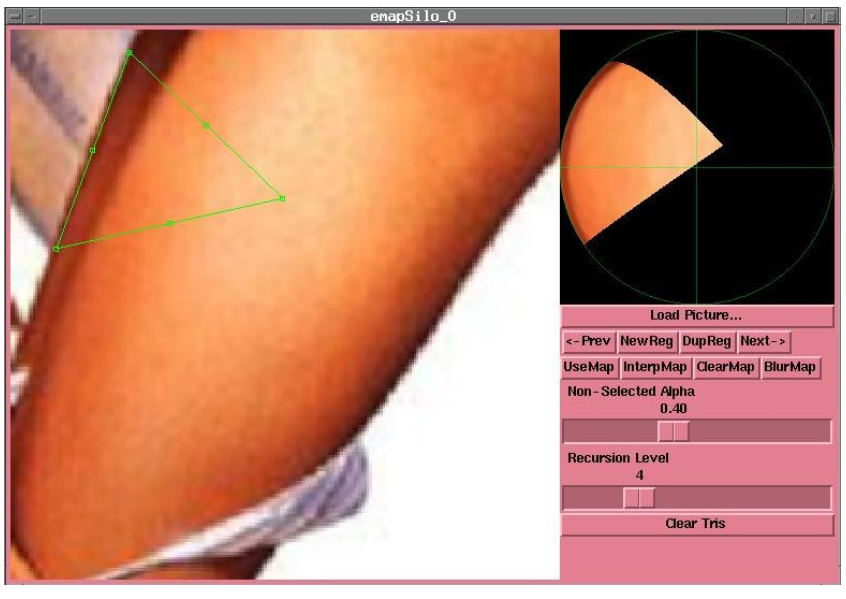 emapSilo_0
Load Picture...
<-Prev NewReg DupReg Next->
UseMap InterpMap ClearMap BlurMap
Non-Selected Alpha
0.40
Recursion Level
4
Clear Tris